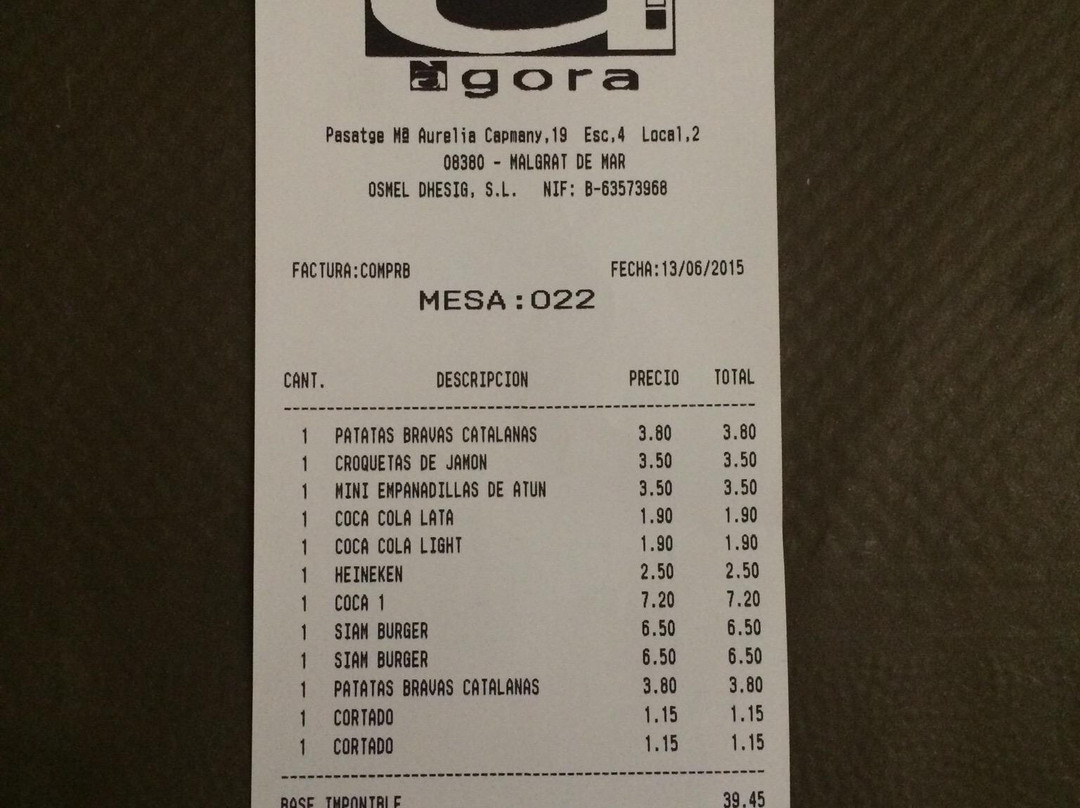 àgora
Pasatge Mª Aurelia Capmany,19 Esc,4 Local,2
08380 - MALGRAT DE MAR
OSMEL DHESIG, S.L. NIF: B-63573968
FACTURA:COMPRB FECHA:13/06/2015
MESA:022
CANT. DESCRIPCION PRECIO TOTAL
1 PATATAS BRAVAS CATALANAS 3.80 3.80
1 CROQUETAS DE JAMON 3.50 3.50
1 MINI EMPANADILLAS DE ATUN 3.50 3.50
1 COCA COLA LATA 1.90 1.90
1 COCA COLA LIGHT 1.90 1.90
1 HEINEKEN 2.50 2.50
1 COCA 1 7.20 7.20
1 SIAM BURGER 6.50 6.50
1 SIAM BURGER 6.50 6.50
1 PATATAS BRAVAS CATALANAS 3.80 3.80
1 CORTADO 1.15 1.15
1 CORTADO 1.15 1.15
BASE IMPONIBLE 39.45